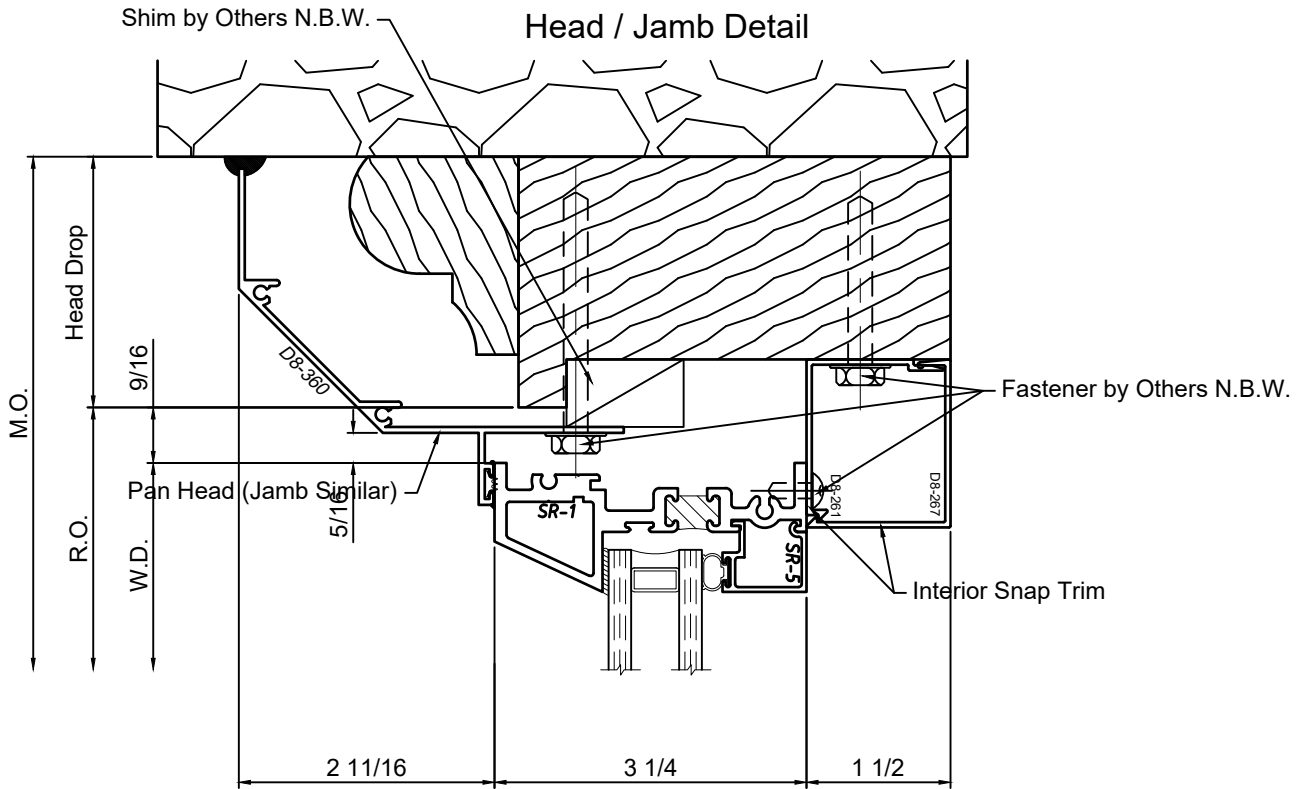 Shim by Others N.B.W.
Head / Jamb Detail
Head Drop
D8-360
9/16
M.O.
Fastener by Others N.B.W.
Pan Head (Jamb Similar)
5/16
R.O.
W.D.
SR-1
SR-5
D8-261
D8-267
Interior Snap Trim
2 11/16
3 1/4
1 1/2